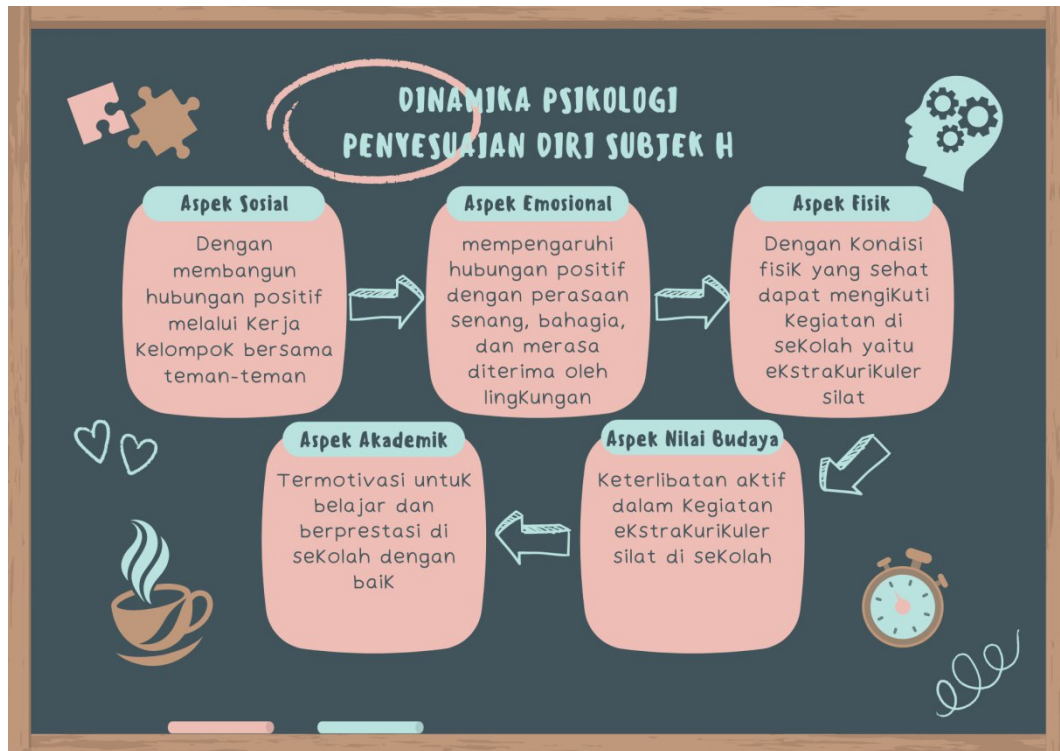 DINAMIKA PSIKOLOGI
PENYESUAIAN DIRI SUBJEK H
Aspek Sosial
Dengan
membangun
hubungan positif
melalui Kerja
Kelompok bersama
teman-teman
Aspek Emosional
mempengaruhi
hubungan positif
dengan perasaan
senang, bahagia,
dan merasa
diterima oleh
lingkungan
Aspek Fisik
Dengan Kondisi
fisik yang sehat
dapat mengikuti
Kegiatan di
sekolah yaitu
ekstrakurikuler
silat
Aspek Nilai Budaya
Keterlibatan aktif
dalam Kegiatan
ekstrakurikuler
silat di sekolah
Aspek Akademik
Termotivasi untuk
belajar dan
berprestasi di
sekolah dengan
baik